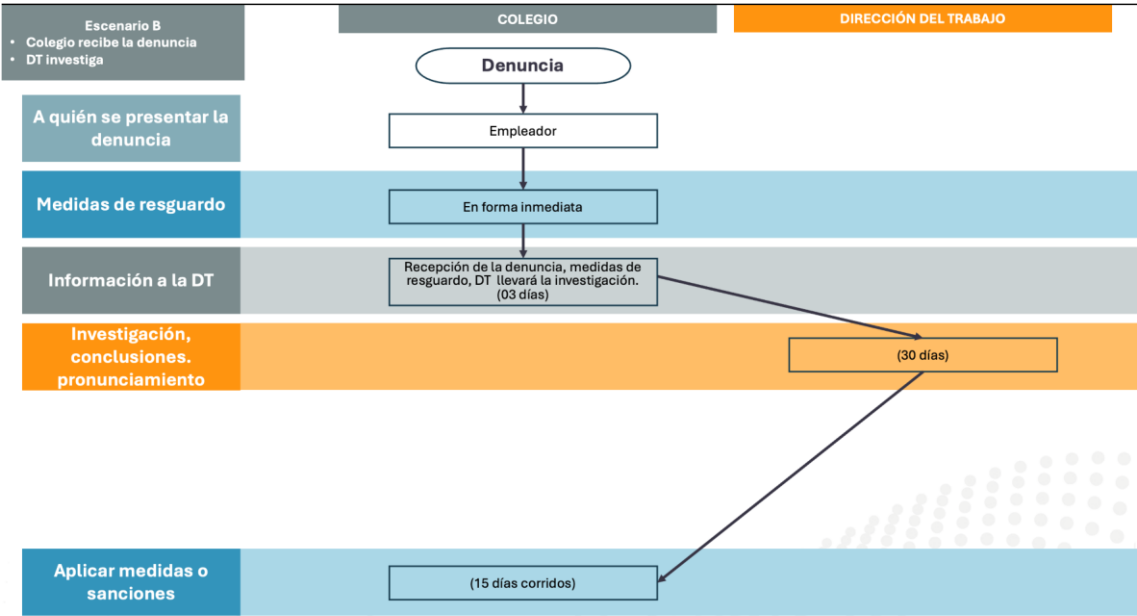 Escenario B
• Colegio recibe la denuncia
• DT investiga
COLEGIO
DIRECCIÓN DEL TRABAJO
Denuncia
A quién se presentar la
denuncia
Empleador
Medidas de resguardo
En forma inmediata
Información a la DT
Recepción de la denuncia, medidas de
resguardo, DT llevará la investigación.
(03 días)
Investigación,
conclusiones.
pronunciamiento
(30 días)
Aplicar medidas o
sanciones
(15 días corridos)